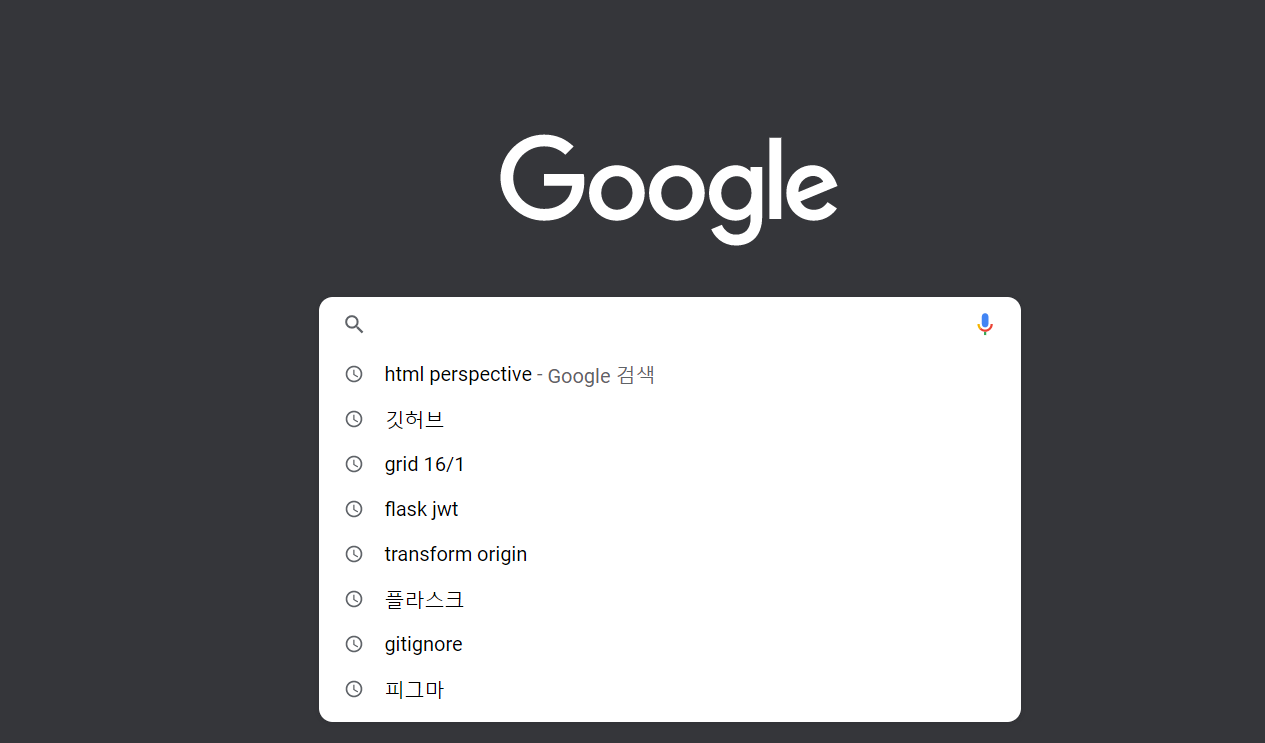 Google
html perspective - Google 검색
깃허브
grid 16/1
flask jwt
transform origin
플라스크
gitignore
피그마